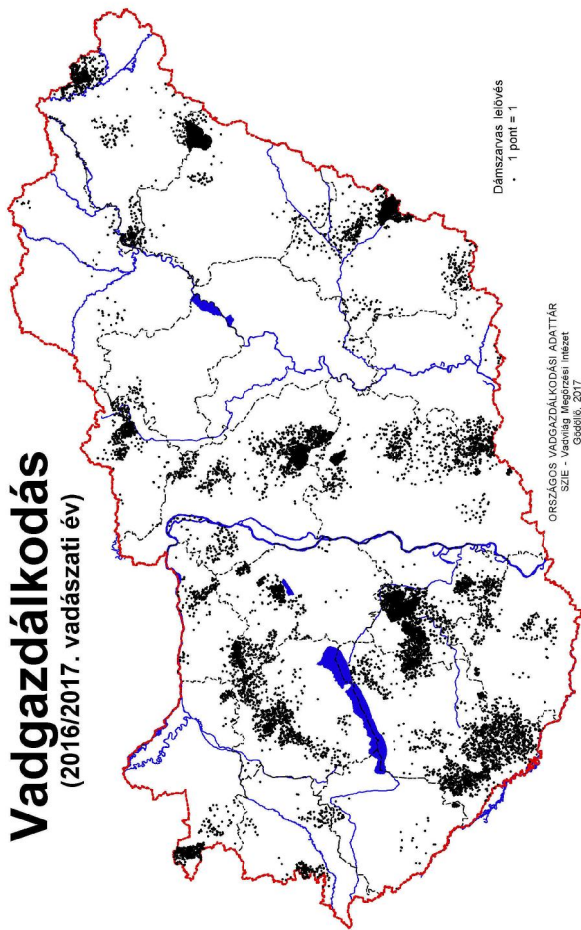 Vadgazdálkodás
(2016/2017. vadászati év)
Dámszarvas lelövés
• 1 pont = 1
ORSZÁGOS VADGAZDÁLKODÁSI ADATTÁR
SZIE - Vadvilág Megőrzési Intézet
Gödöllő, 2017